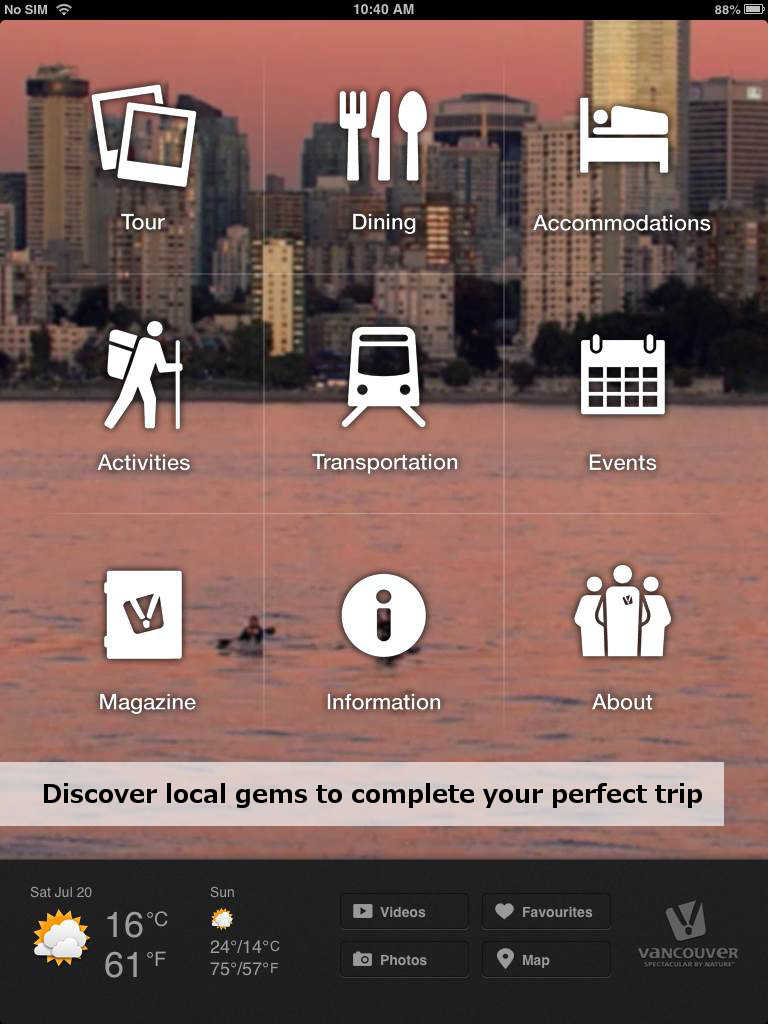 No SIM 10:40 AM 88%
Tour Dining Accommodations
Activities Transportation Events
Magazine Information About
Discover local gems to complete your perfect trip
Sat Jul 20 Sun
16°C
61°F
24°/14°C
75°/57°F
Videos Favourites
Photos Map
VANCOUVER
SPECTACULAR BY NATURE™